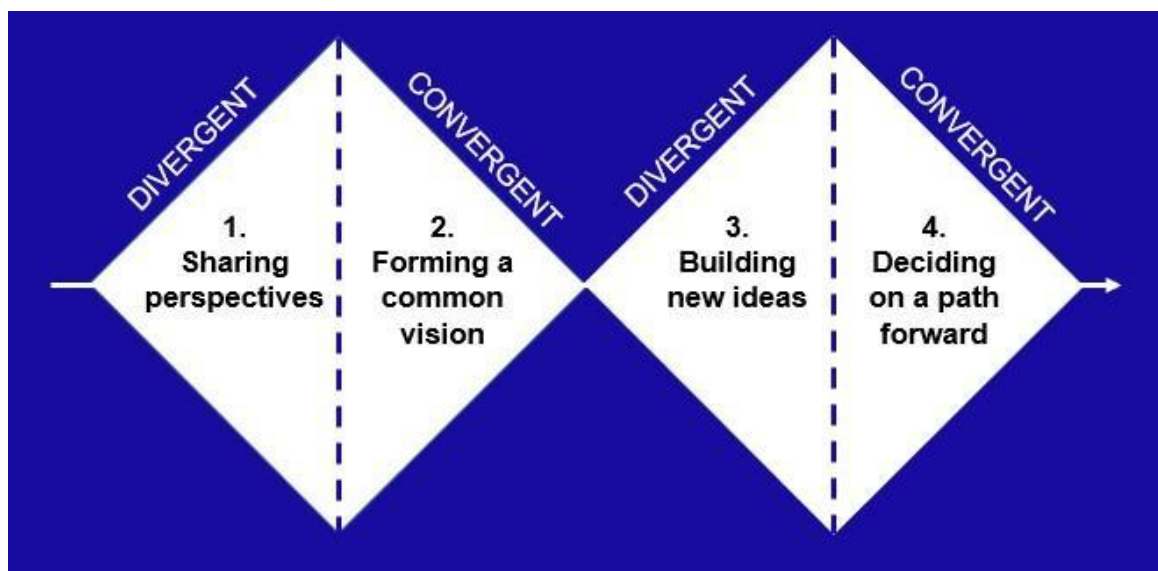 DIVERGENT
CONVERGENT
1.
Sharing
perspectives
2.
Forming a
common
vision
DIVERGENT
CONVERGENT
3.
Building
new ideas
4.
Deciding
on a path
forward